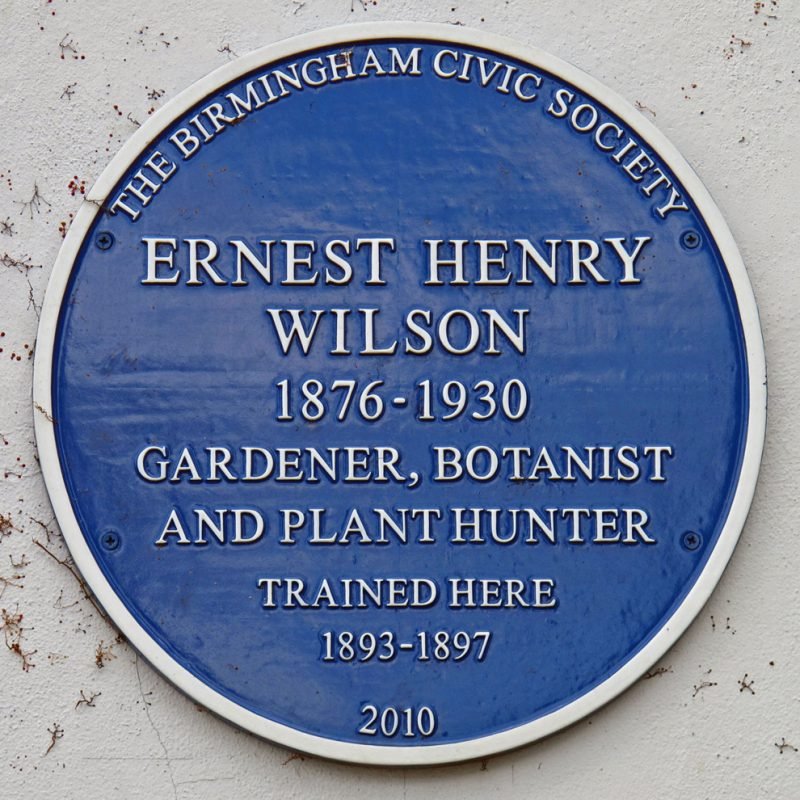 THE BIRMINGHAM CIVIC SOCIETY
ERNEST HENRY
WILSON
1876-1930
GARDENER, BOTANIST
AND PLANT HUNTER
TRAINED HERE
1893-1897
2010